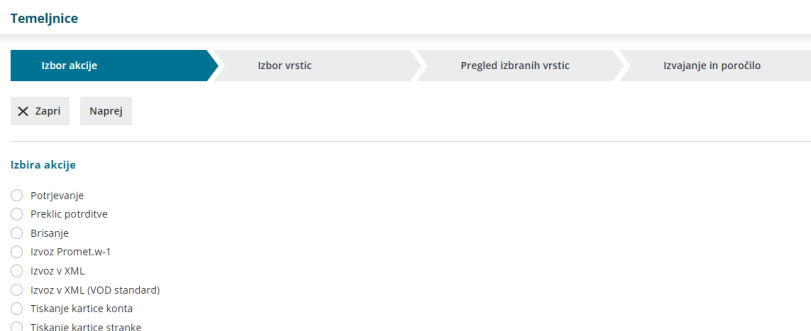 Temeljnice
Izbor akcije
Izbor vrstic
Pregled izbranih vrstic
Izvajanje in poročilo
Zapri
Naprej
Izbira akcije
Potrjevanje
Preklic potrditve
Brisanje
Izvoz Promet.w-1
Izvoz v XML
Izvoz v XML (VOD standard)
Tiskanje kartice konta
Tiskanje kartice stranke